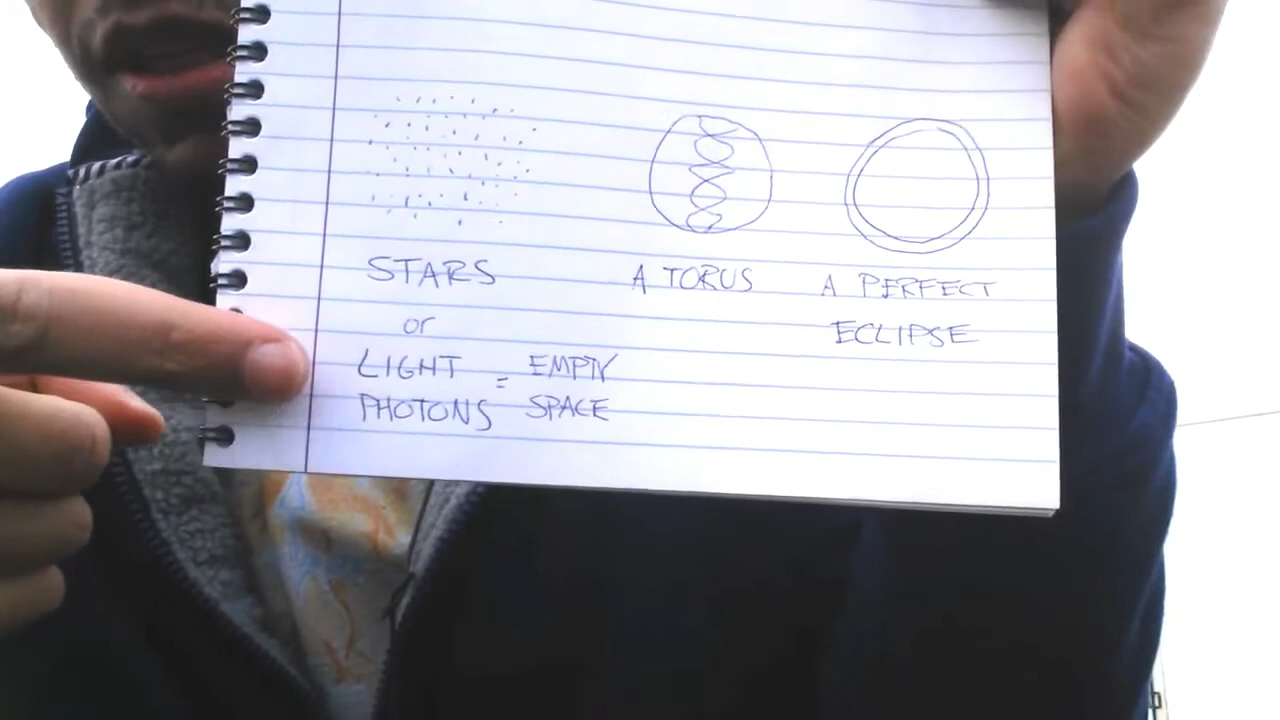 STARS
or
LIGHT PHOTONS = EMPTY SPACE
A TORUS
A PERFECT
ECLIPSE